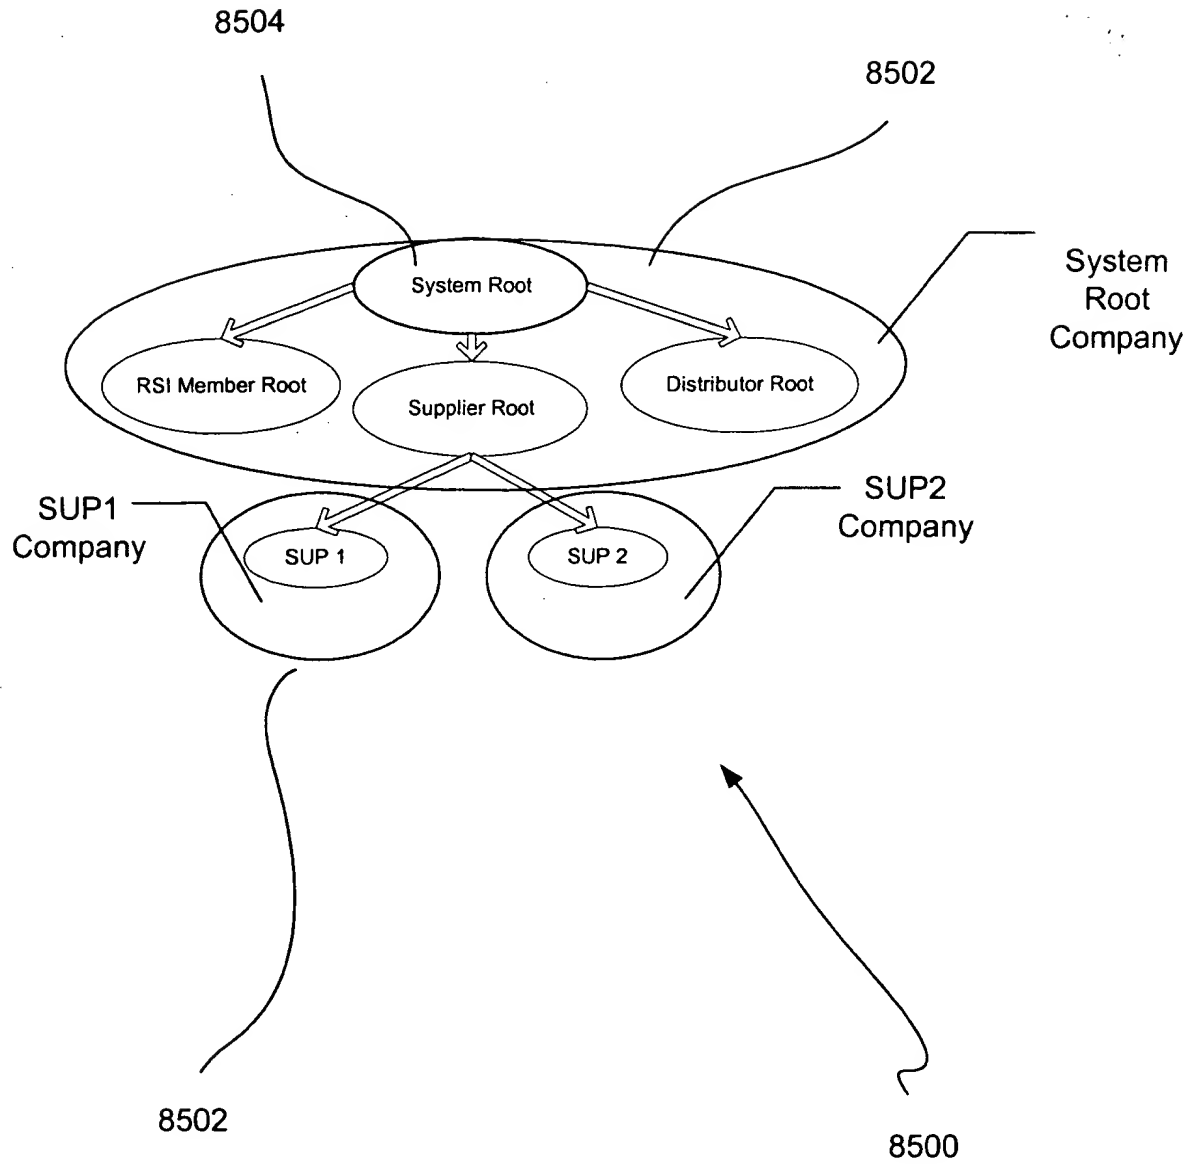 8504
8502
System Root
System
Root
Company
RSI Member Root
Supplier Root
Distributor Root
SUP1
Company
SUP2
Company
SUP 1
SUP 2
8502
8500